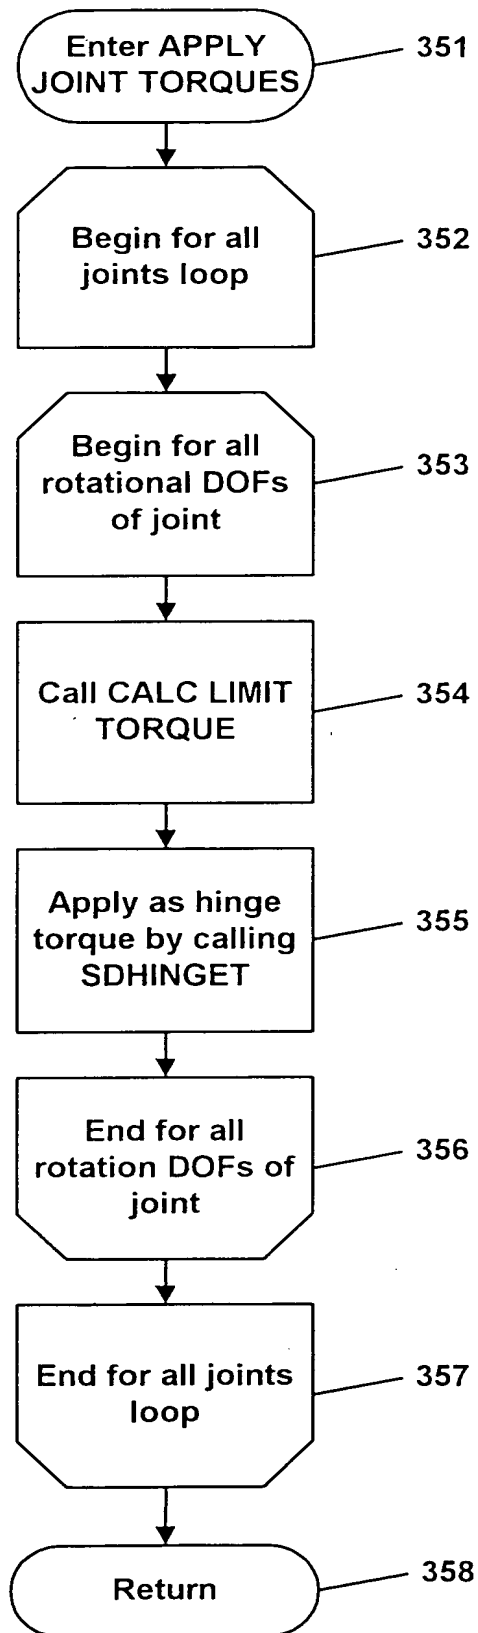 Enter APPLY
JOINT TORQUES
351
Begin for all
joints loop
352
Begin for all
rotational DOFs
of joint
353
Call CALC LIMIT
TORQUE
354
Apply as hinge
torque by calling
SDHINGET
355
End for all
rotation DOFs of
joint
356
End for all joints
loop
357
Return
358